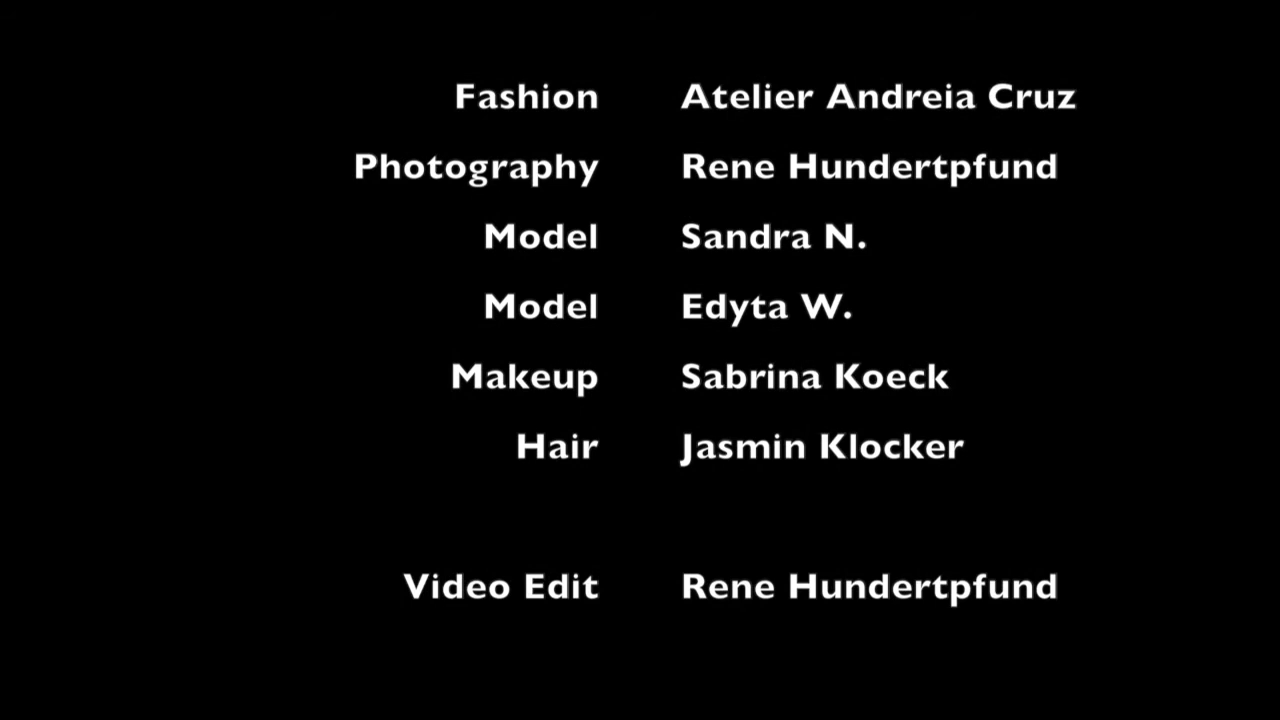 Fashion Atelier Andreia Cruz
Photography Rene Hundertpfund
Model Sandra N.
Model Edyta W.
Makeup Sabrina Koeck
Hair Jasmin Klocker
Video Edit Rene Hundertpfund